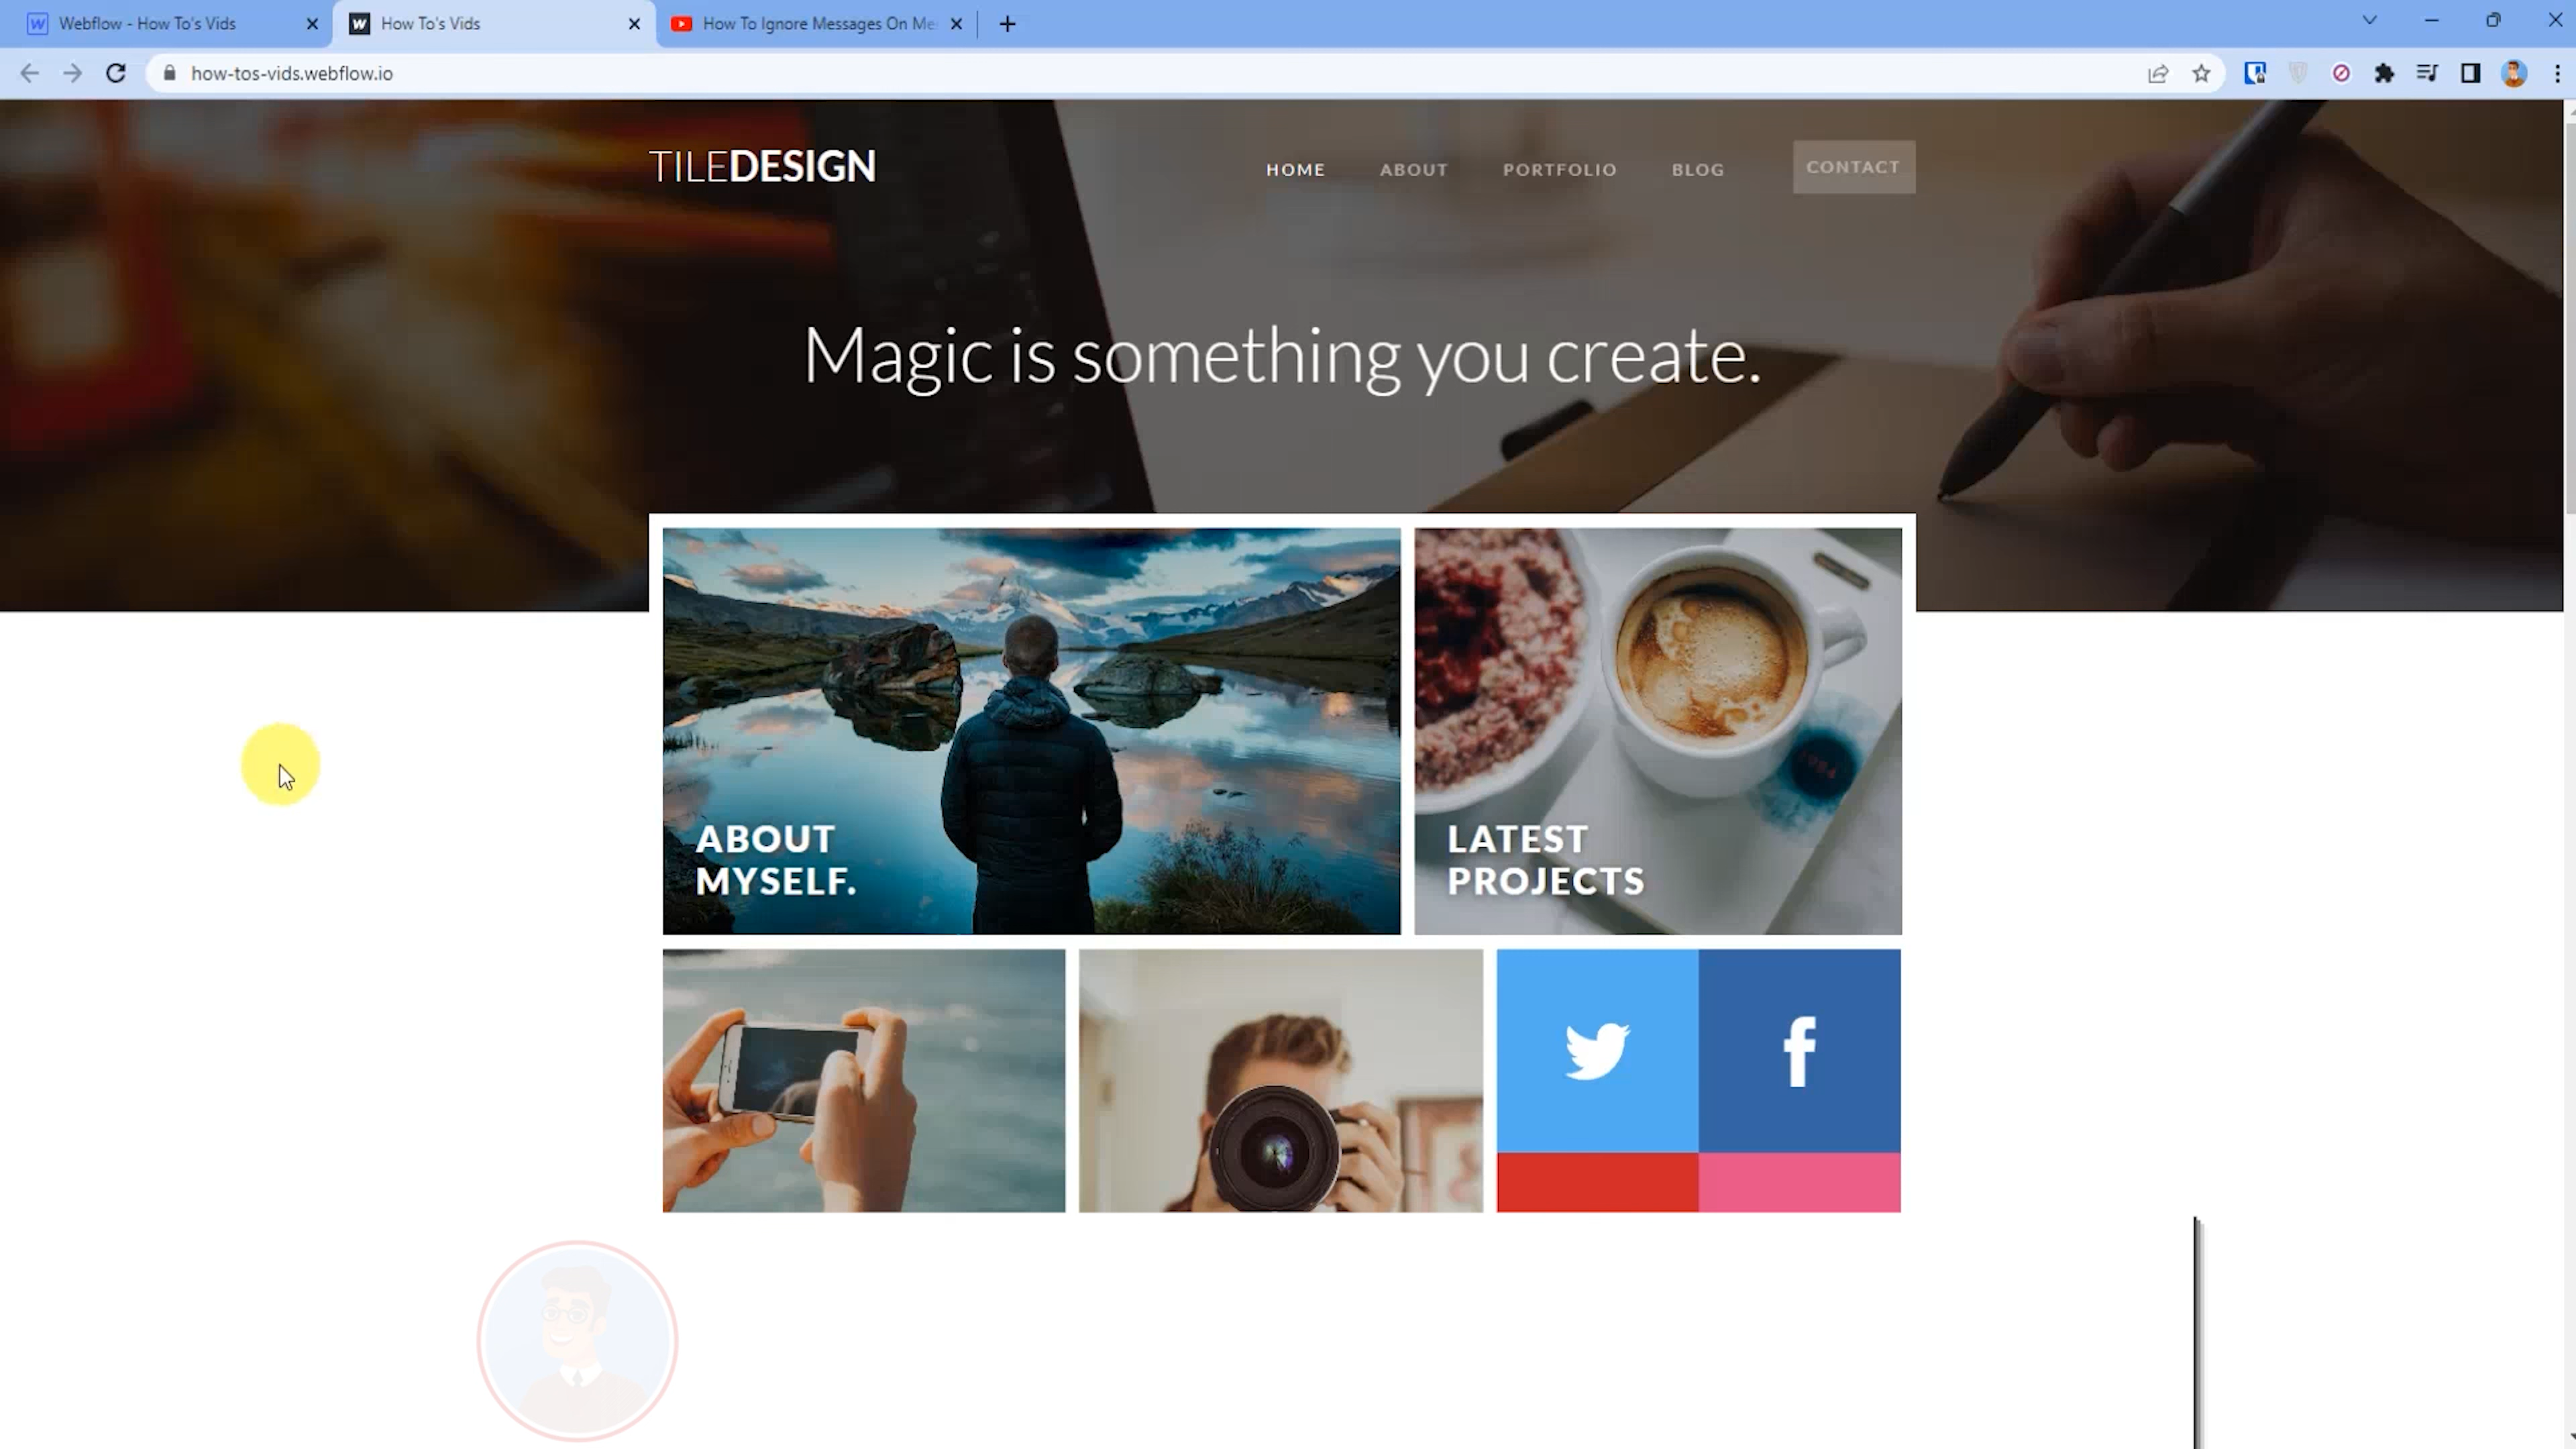 Webflow - How To's Vids
How To's Vids
How To Ignore Messages On Me
how-tos-vids.webflow.io
TILEDESIGN
HOME
ABOUT
PORTFOLIO
BLOG
CONTACT
Magic is something you create.
ABOUT
MYSELF.
LATEST
PROJECTS